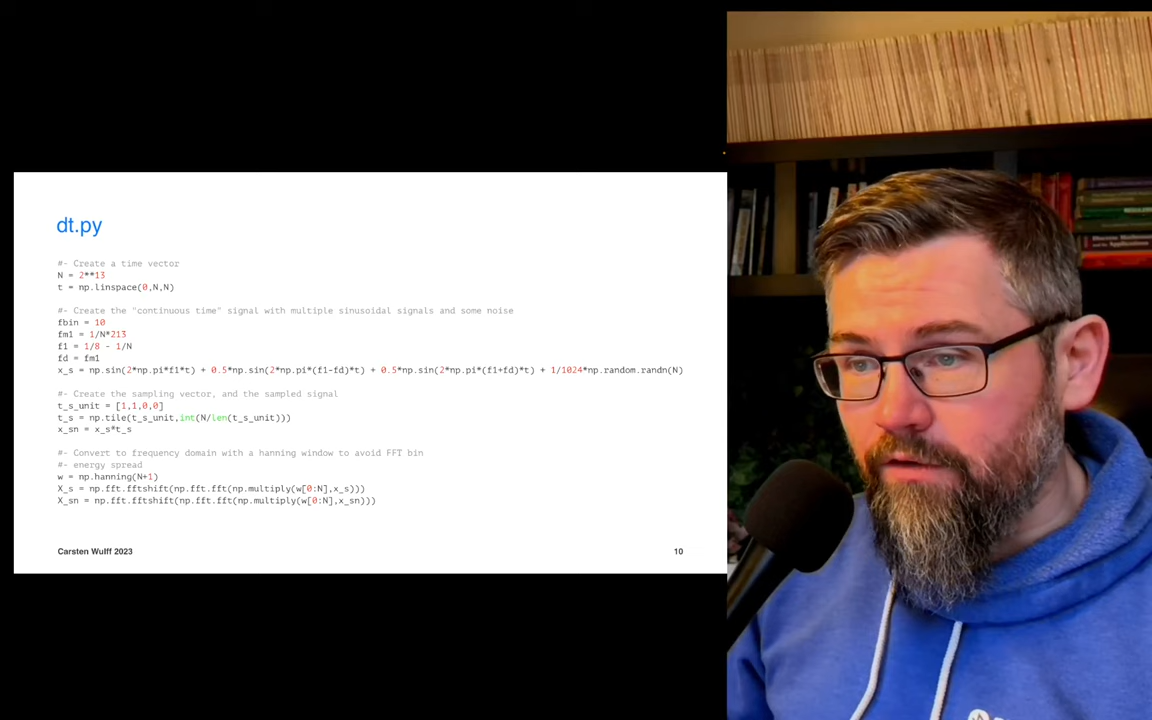 dt.py
#- Create a time vector
N = 2**13
t = np.linspace(0,N,N)
#- Create the "continuous time" signal with multiple sinusoidal signals and some noise
fbin = 10
fm1 = 1/N*213
f1 = 1/8 - 1/N
fd = fm1
x_s = np.sin(2*np.pi*f1*t) + 0.5*np.sin(2*np.pi*(f1-fd)*t) + 0.5*np.sin(2*np.pi*(f1+fd)*t) + 1/1024*np.random.randn(N)
#- Create the sampling vector, and the sampled signal
t_s_unit = [1,1,0,0]
t_s = np.tile(t_s_unit,int(N/len(t_s_unit)))
x_sn = x_s*t_s
#- Convert to frequency domain with a hanning window to avoid FFT bin
#- energy spread
w = np.hanning(N+1)
X_s = np.fft.fftshift(np.fft.fft(np.multiply(w[0:N],x_s)))
X_sn = np.fft.fftshift(np.fft.fft(np.multiply(w[0:N],x_sn)))
Carsten Wulff 2023
10